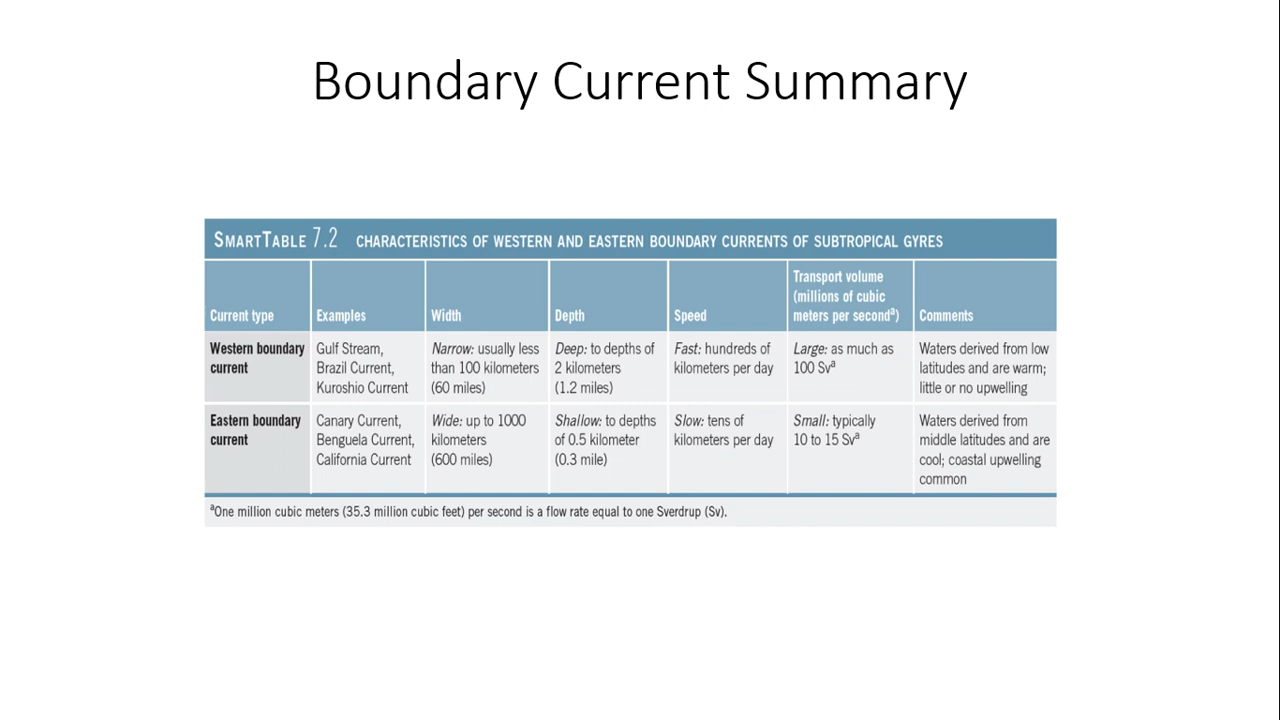 Boundary Current Summary
SMARTTABLE 7.2 CHARACTERISTICS OF WESTERN AND EASTERN BOUNDARY CURRENTS OF SUBTROPICAL GYRES
Transport volume
(millions of cubic
Current type Examples Width Depth Speed meters per secondᵃ) Comments
Western boundary Gulf Stream, Narrow: usually less Deep: to depths of Fast: hundreds of Large: as much as Waters derived from low
current Brazil Current, than 100 kilometers 2 kilometers kilometers per day 100 Svᵃ latitudes and are warm;
Kuroshio Current (60 miles) (1.2 miles) little or no upwelling
Eastern boundary Canary Current, Wide: up to 1000 Shallow: to depths Slow: tens of Small: typically Waters derived from
current Benguela Current, kilometers of 0.5 kilometer kilometers per day 10 to 15 Svᵃ middle latitudes and are
California Current (600 miles) (0.3 mile) cool; coastal upwelling
common
ᵃOne million cubic meters (35.3 million cubic feet) per second is a flow rate equal to one Sverdrup (Sv).